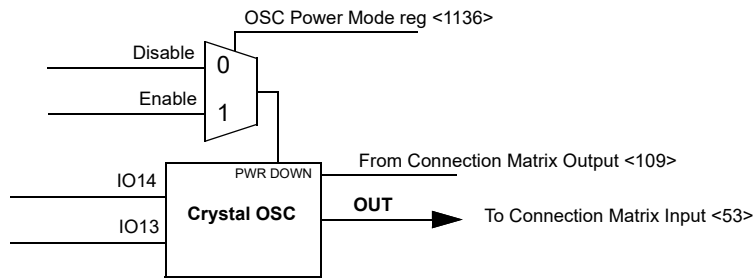 OSC Power Mode reg <1136>
Disable
0
Enable
1
PWR DOWN
From Connection Matrix Output <109>
IO14
Crystal OSC
OUT
To Connection Matrix Input <53>
IO13